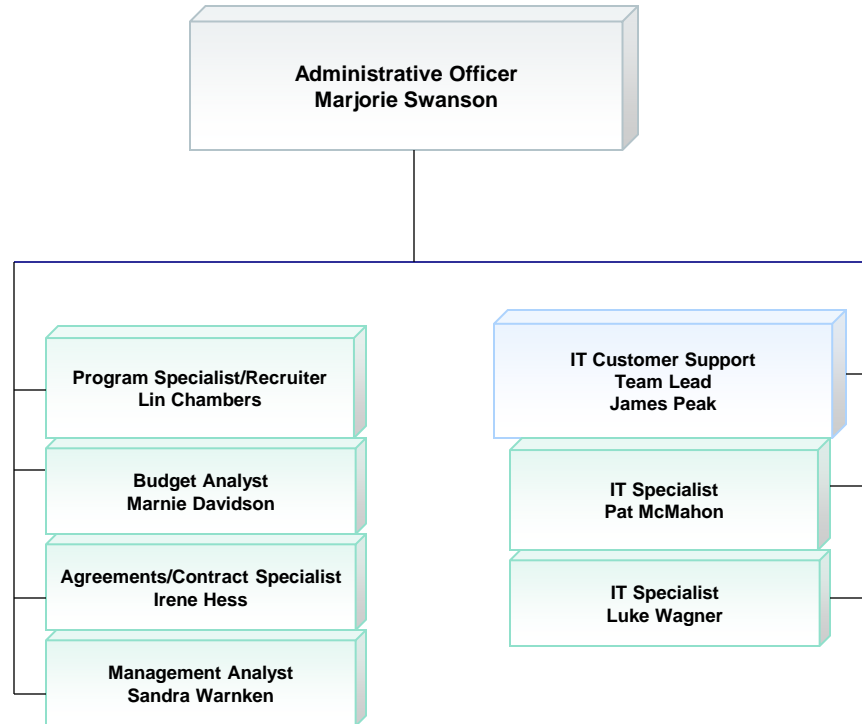 Administrative Officer
Marjorie Swanson
Program Specialist/Recruiter
Lin Chambers
Budget Analyst
Marnie Davidson
Agreements/Contract Specialist
Irene Hess
Management Analyst
Sandra Warnken
IT Customer Support
Team Lead
James Peak
IT Specialist
Pat McMahon
IT Specialist
Luke Wagner